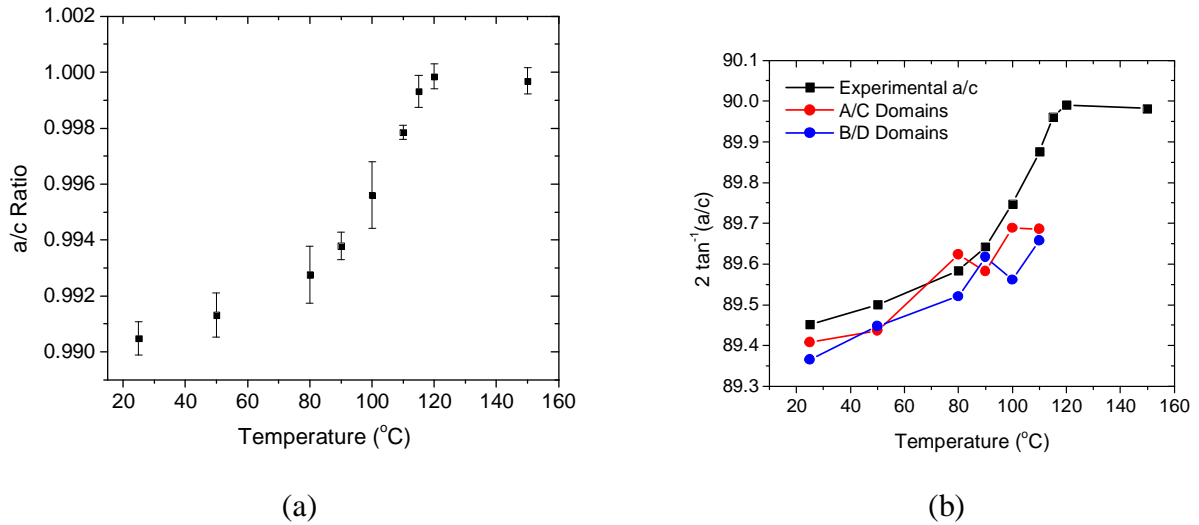 1.002
1.000
0.998
0.996
0.994
0.992
0.990
a/c Ratio
20 40 60 80 100 120 140 160
Temperature (°C)
(a)
90.1
90.0
89.9
89.8
89.7
89.6
89.5
89.4
89.3
2 tan⁻¹(a/c)
Experimental a/c
A/C Domains
B/D Domains
20 40 60 80 100 120 140 160
Temperature (°C)
(b)